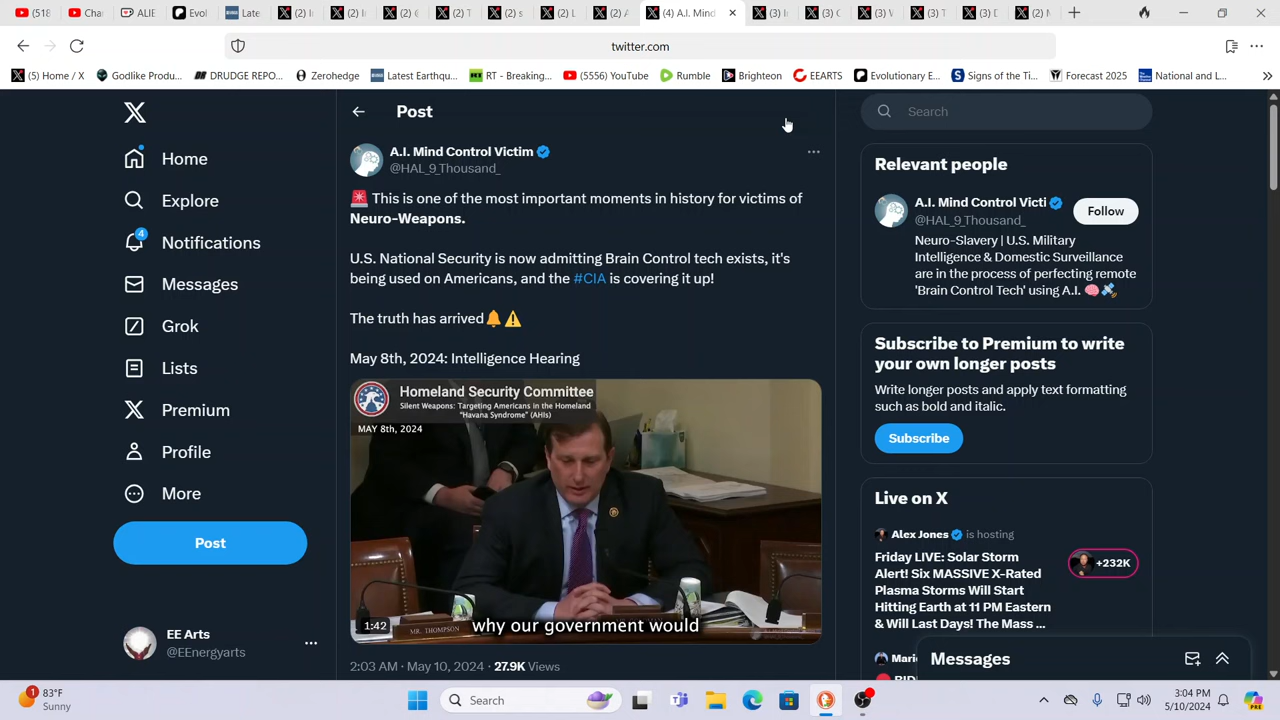 518
Cha
ALIE
Evol
Late
(4) A.I. Mind
twitter.com
(5) Home / X
Godlike Produ...
DRUDGE REPO...
Zerohedge
Latest Earthqu...
RT - Breaking...
(5556) YouTube
Rumble
Brighteon
EEARTS
Evolutionary E...
Signs of the Ti...
Forecast 2025
National and L...
Home
Explore
4
Notifications
Messages
Grok
Lists
Premium
Profile
More
Post
EE Arts
@EEnergyarts
Post
A.I. Mind Control Victim
@HAL_9_Thousand_
This is one of the most important moments in history for victims of
Neuro-Weapons.
U.S. National Security is now admitting Brain Control tech exists, it's
being used on Americans, and the #CIA is covering it up!
The truth has arrived
May 8th, 2024: Intelligence Hearing
Homeland Security Committee
Silent Weapons: Targeting Americans in the Homeland
"Havana Syndrome" (AHIs)
MAY 8th, 2024
1:42
MR. THOMPSON
why our government would
2:03 AM · May 10, 2024 · 27.9K Views
Search
Relevant people
A.I. Mind Control Victi
@HAL_9_Thousand_
Follow
Neuro-Slavery | U.S. Military
Intelligence & Domestic Surveillance
are in the process of perfecting remote
'Brain Control Tech' using A.I.
Subscribe to Premium to write
your own longer posts
Write longer posts and apply text formatting
such as bold and italic.
Subscribe
Live on X
Alex Jones is hosting
Friday LIVE: Solar Storm
Alert! Six MASSIVE X-Rated
Plasma Storms Will Start
Hitting Earth at 11 PM Eastern
& Will Last Days! The Mass ...
+232K
Messages
1
83°F
Sunny
Search
3:04 PM
5/10/2024